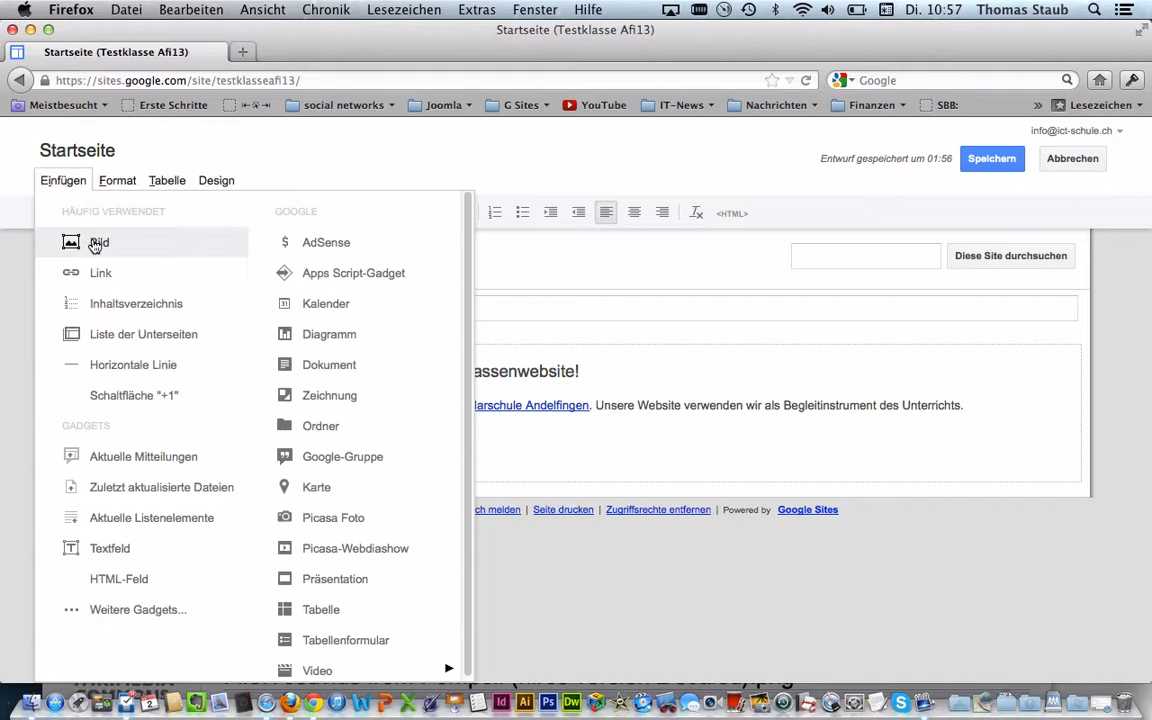 Firefox Datei Bearbeiten Ansicht Chronik Lesezeichen Extras Fenster Hilfe Di. 10:57 Thomas Staub
Startseite (Testklasse Afi13)
Startseite (Testklasse Afi13)
https://sites.google.com/site/testklasseafi13/ Google
Meistbesucht Erste Schritte social networks Joomla G Sites YouTube IT-News Nachrichten Finanzen SBB: » Lesezeichen
info@ict-schule.ch
Startseite
Entwurf gespeichert um 01:56 Speichern Abbrechen
Einfügen Format Tabelle Design
HÄUFIG VERWENDET GOOGLE
<HTML>
Bild AdSense
Diese Site durchsuchen
Link Apps Script-Gadget
Inhaltsverzeichnis Kalender
Liste der Unterseiten Diagramm
Horizontale Linie Dokument
assenwebsite!
Schaltfläche "+1" Zeichnung
larschule Andelfingen. Unsere Website verwenden wir als Begleitinstrument des Unterrichts.
GADGETS Ordner
Aktuelle Mitteilungen Google-Gruppe
Zuletzt aktualisierte Dateien Karte
ch melden | Seite drucken | Zugriffsrechte entfernen | Powered by Google Sites
Aktuelle Listenelemente Picasa Foto
Textfeld Picasa-Webdiashow
HTML-Feld Präsentation
Weitere Gadgets... Tabelle
Tabellenformular
Video